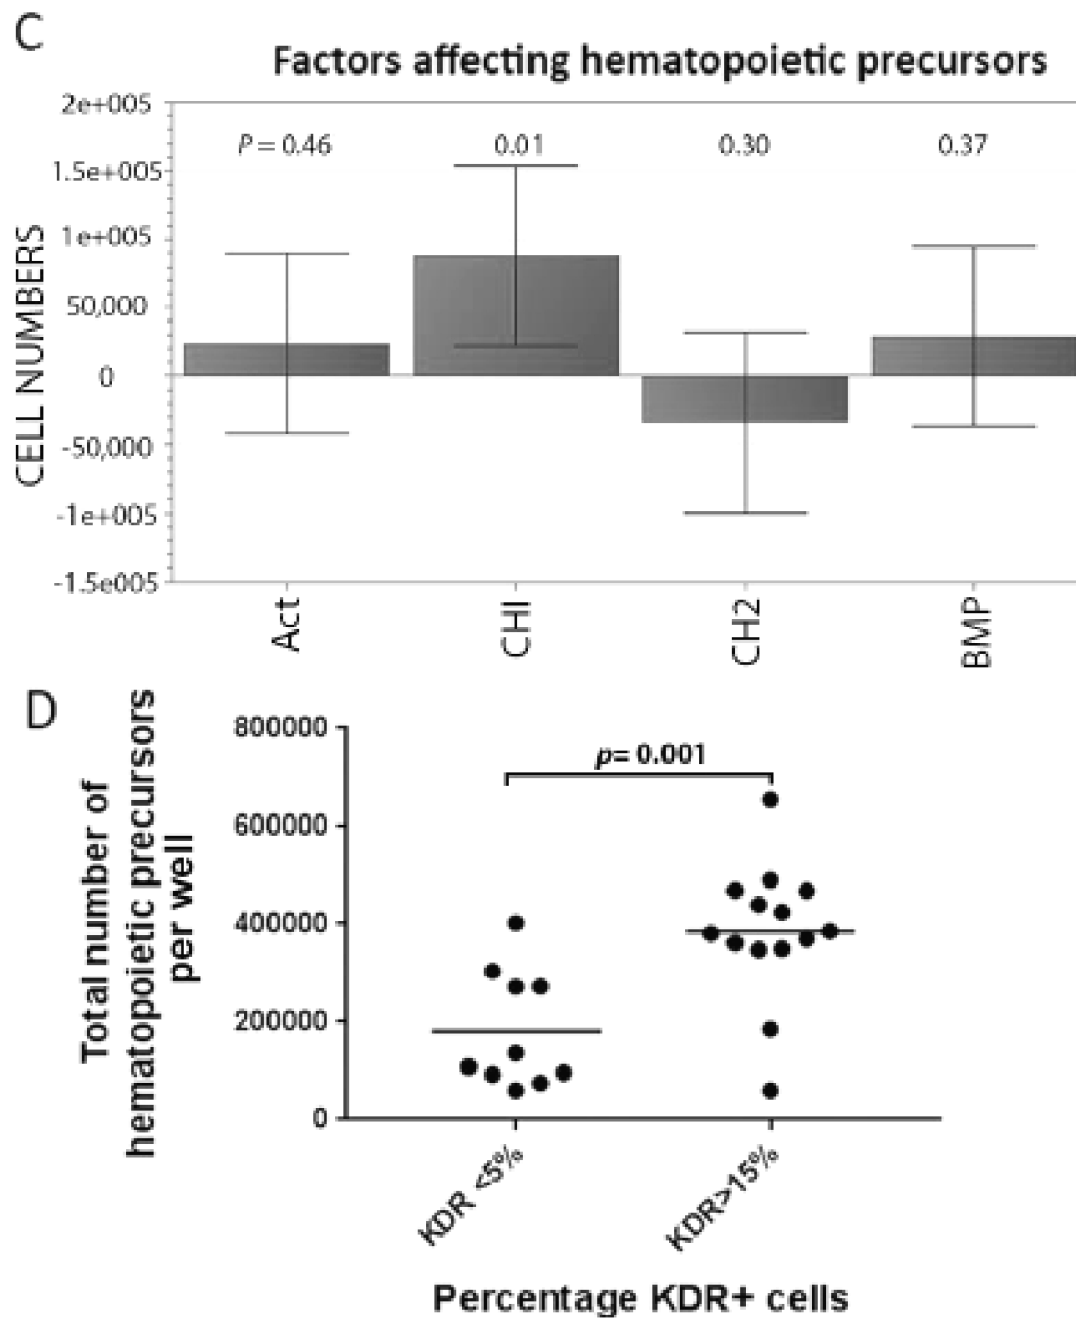 C
Factors affecting hematopoietic precursors
2e+005
P = 0.46 0.01 0.30 0.37
1.5e+005
1e+005
50,000
0
-50,000
-1e+005
-1.5e005
CELL NUMBERS
Act CHI CH2 BMP
D
Total number of
hematopoietic precursors
per well
800000
p= 0.001
600000
400000
200000
0
KDR <5% KDR>15%
Percentage KDR+ cells